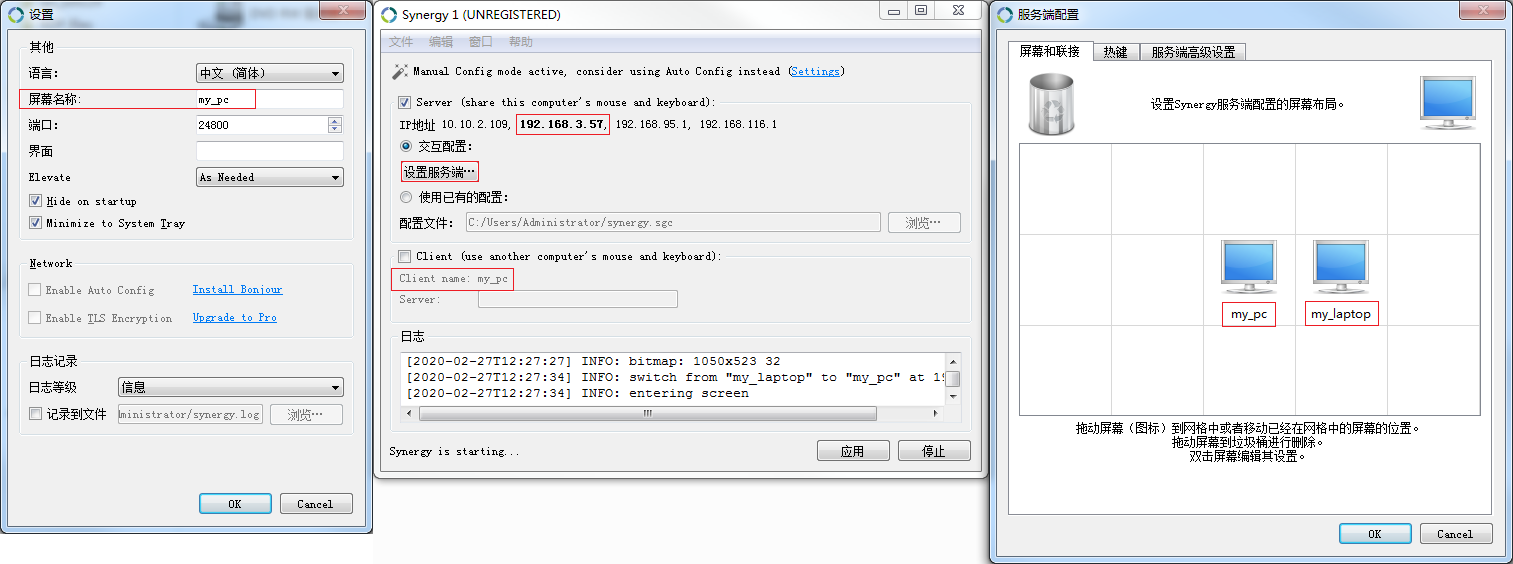 设置
其他
语言:
中文 (简体)
屏幕名称:
my_pc
端口:
24800
界面
Elevate
As Needed
Hide on startup
Minimize to System Tray
Network
Enable Auto Config
Install Bonjour
Enable TLS Encryption
Upgrade to Pro
日志记录
日志等级
信息
记录到文件
ministrator/synergy.log
浏览…
OK
Cancel
Synergy 1 (UNREGISTERED)
文件 编辑 窗口 帮助
Manual Config mode active, consider using Auto Config instead (Settings)
Server (share this computer's mouse and keyboard):
IP地址 10.10.2.109, 192.168.3.57, 192.168.95.1, 192.168.116.1
交互配置:
设置服务端…
使用已有的配置:
配置文件:
C:/Users/Administrator/synergy.sgc
浏览…
Client (use another computer's mouse and keyboard):
Client name: my_pc
Server:
日志
[2020-02-27T12:27:27] INFO: bitmap: 1050x523 32
[2020-02-27T12:27:34] INFO: switch from "my_laptop" to "my_pc" at 19
[2020-02-27T12:27:34] INFO: entering screen
Synergy is starting...
应用
停止
服务端配置
屏幕和联接
热键
服务端高级设置
设置Synergy服务端配置的屏幕布局。
my_pc
my_laptop
拖动屏幕（图标）到网格中或者移动已经在网格中的屏幕的位置。
拖动屏幕到垃圾桶进行删除。
双击屏幕编辑其设置。
OK
Cancel